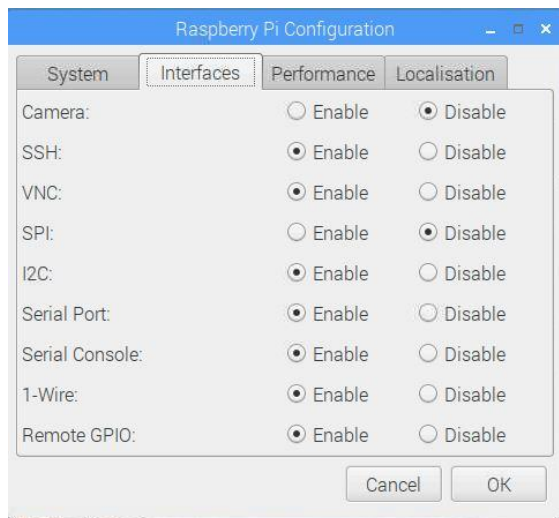 Raspberry Pi Configuration
System Interfaces Performance Localisation
Camera: Enable Disable
SSH: Enable Disable
VNC: Enable Disable
SPI: Enable Disable
I2C: Enable Disable
Serial Port: Enable Disable
Serial Console: Enable Disable
1-Wire: Enable Disable
Remote GPIO: Enable Disable
Cancel OK